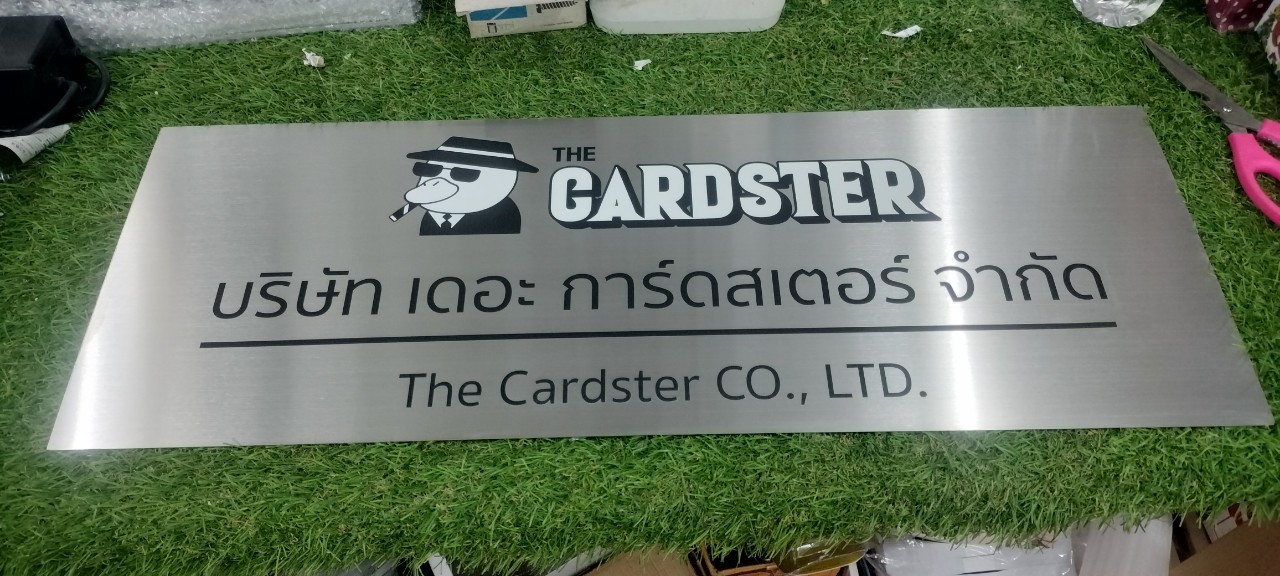 THE
CARDSTER
บริษัท เดอะ การ์ดสเตอร์ จำกัด
The Cardster CO., LTD.